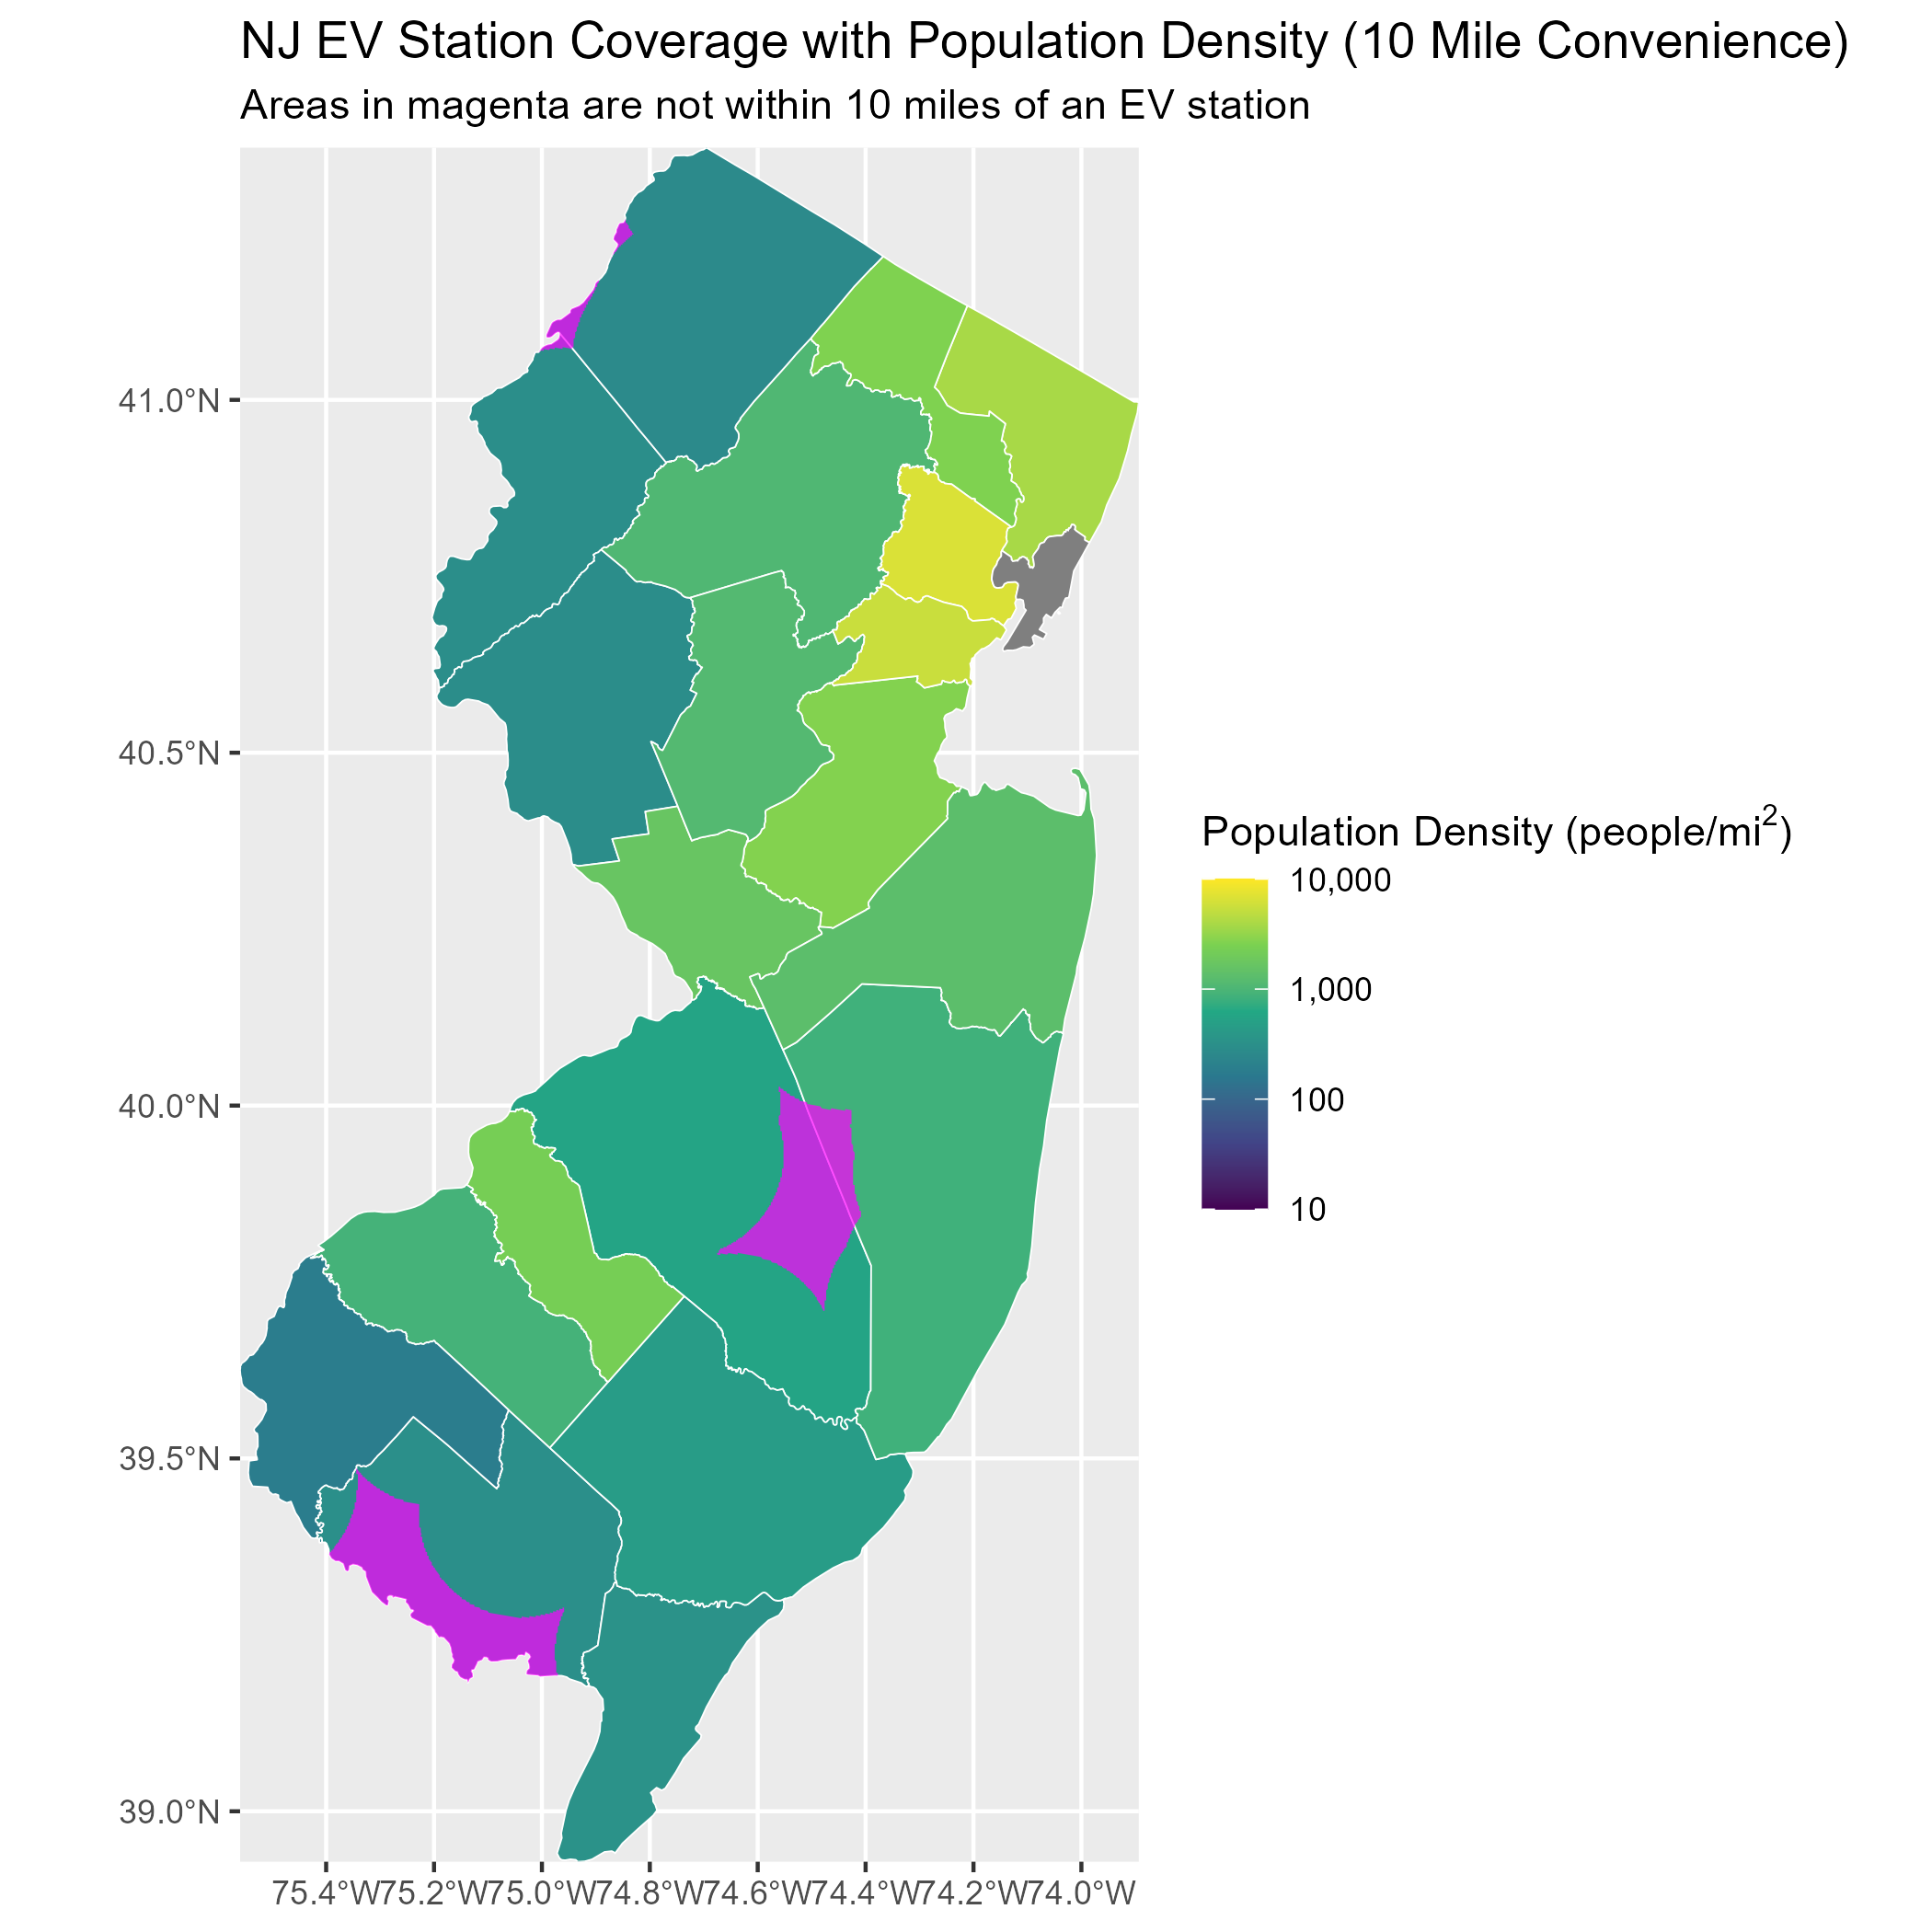 NJ EV Station Coverage with Population Density (10 Mile Convenience)
Areas in magenta are not within 10 miles of an EV station
41.0°N
40.5°N
40.0°N
39.5°N
39.0°N
75.4°W 75.2°W 75.0°W 74.8°W 74.6°W 74.4°W 74.2°W 74.0°W
Population Density (people/mi²)
10,000
1,000
100
10